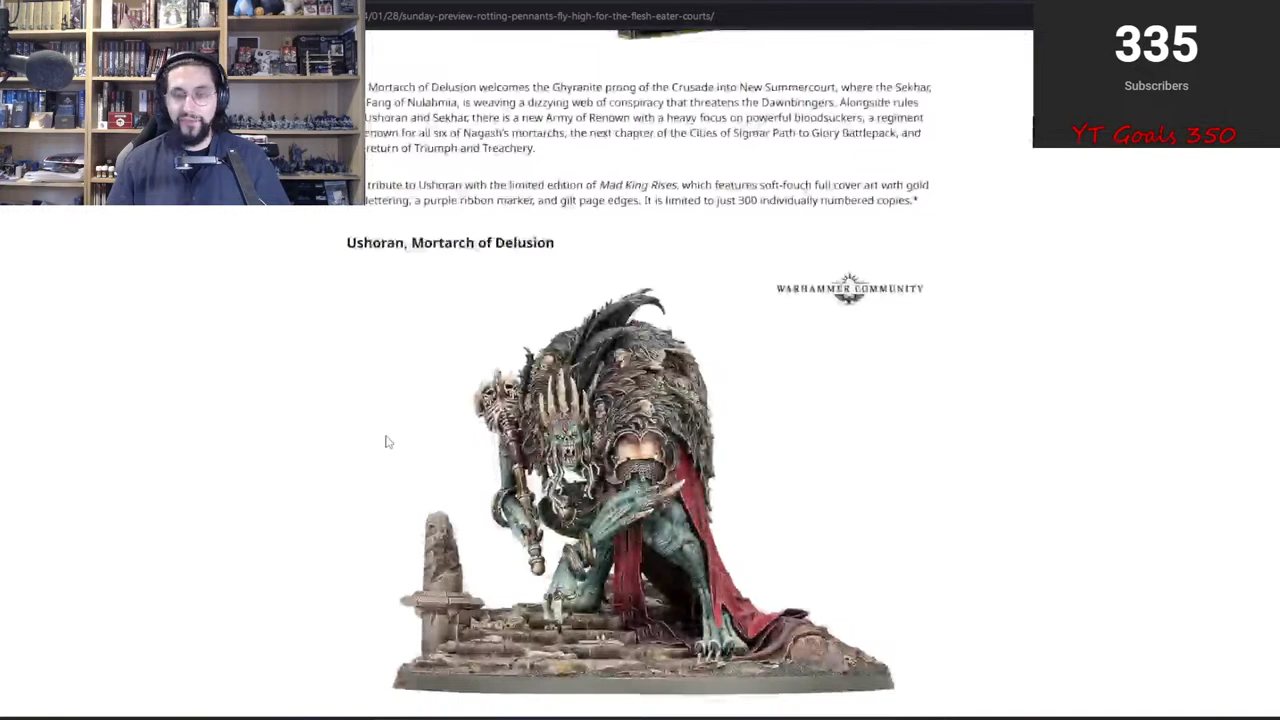 4/01/28/sunday-preview-rotting-pennants-fly-high-for-the-flesh-eater-courts/
335
Subscribers
YT Goals 350
Mortarch of Delusion welcomes the Ghyranite prong of the Crusade into New Summercourt, where the Sekhar,
Fang of Nulahmia, is weaving a dizzying web of conspiracy that threatens the Dawnbringers. Alongside rules
Ushoran and Sekhar, there is a new Army of Renown with a heavy focus on powerful bloodsuckers, a regiment
enown for all six of Nagash's mortarchs, the next chapter of the Cities of Sigmar Path to Glory Battlepack, and
return of Triumph and Treachery.
tribute to Ushoran with the limited edition of Mad King Rises, which features soft-touch full cover art with gold
lettering, a purple ribbon marker, and gilt page edges. It is limited to just 300 individually numbered copies.*
Ushoran, Mortarch of Delusion
WARHAMMER COMMUNITY